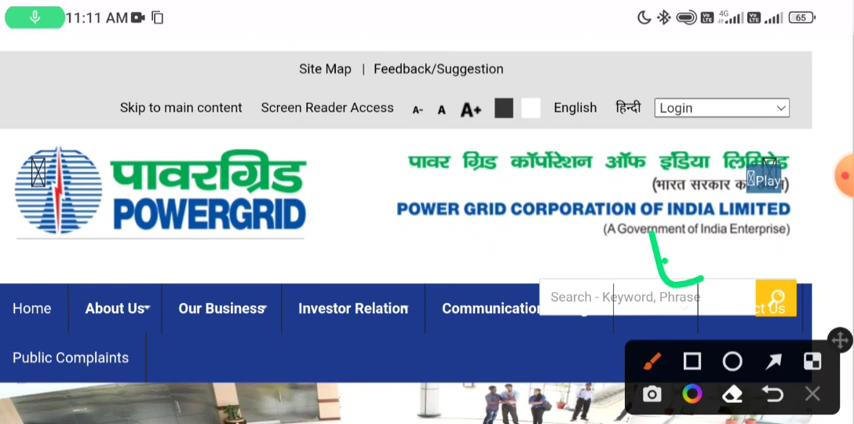 11:11 AM
4G
65
Site Map | Feedback/Suggestion
Skip to main content Screen Reader Access A- A A+ English हिन्दी Login
पावरग्रिड
POWERGRID
पावर ग्रिड कॉर्पोरेशन ऑफ इंडिया लिमिटेड
(भारत सरकार
Play
POWER GRID CORPORATION OF INDIA LIMITED
(A Government of India Enterprise)
Search - Keyword, Phrase
Home About Us Our Business Investor Relation Communication
Public Complaints